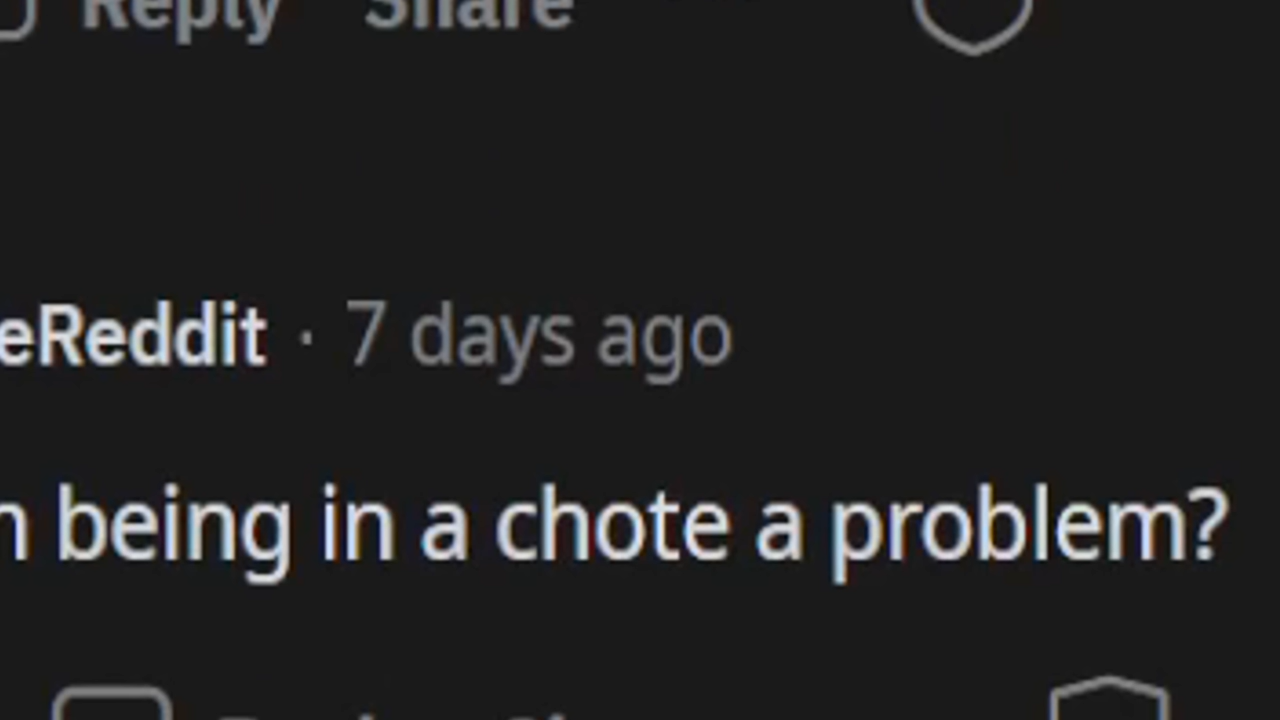 Reply Share
eReddit · 7 days ago
n being in a chote a problem?